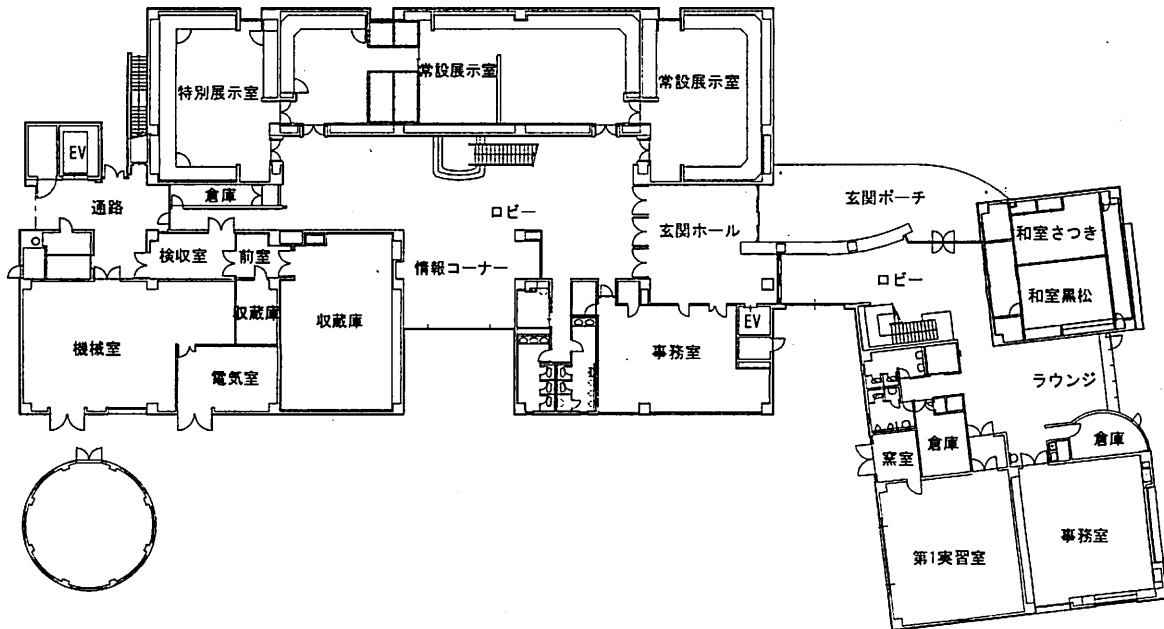 常設展示室
常設展示室
特別展示室
EV
倉庫
通路
ロビー
玄関ポーチ
玄関ホール
和室さつき
検収室
前室
情報コーナー
ロビー
和室黒松
収蔵庫
収蔵庫
EV
機械室
事務室
電気室
ラウンジ
倉庫
倉庫
窯室
事務室
第1実習室